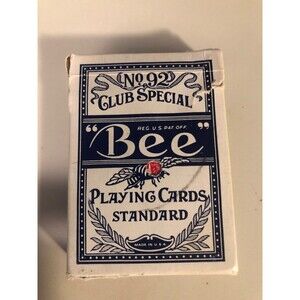 No. 92
CLUB SPECIAL
REG. U.S. PAT. OFF.
"Bee"
PLAYING CARDS
STANDARD
MADE IN U.S.A.